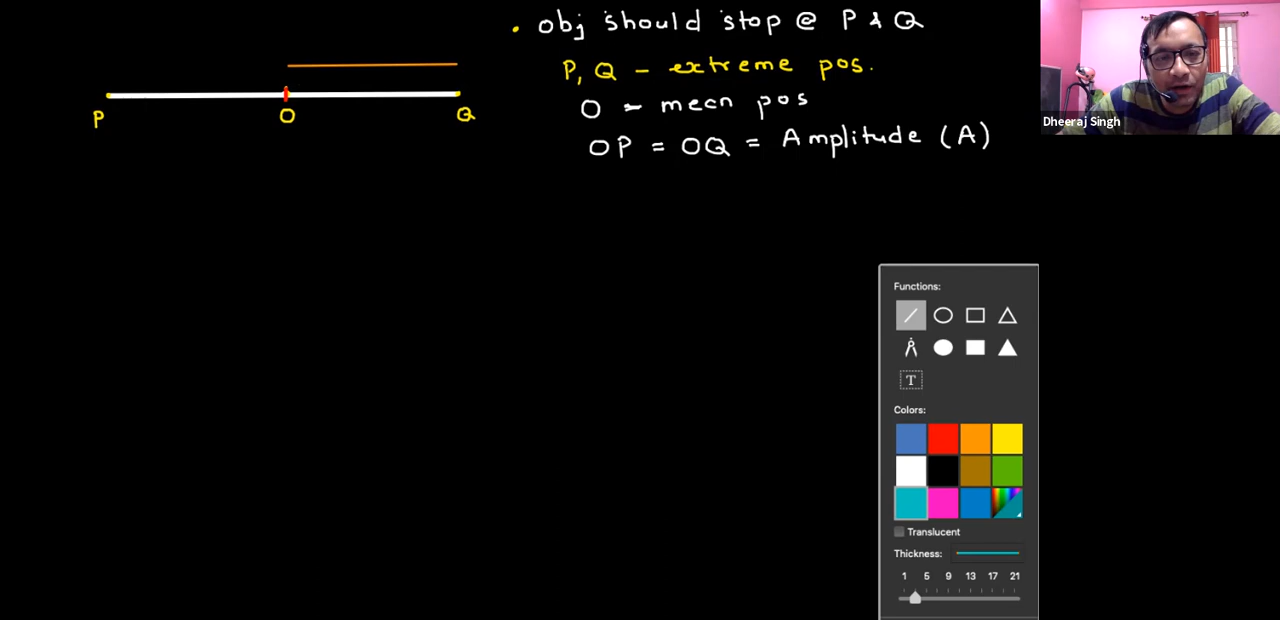 • obj should stop @ P & Q
P, Q - extreme pos.
O - mean pos
OP = OQ = Amplitude (A)
P O Q
Dheeraj Singh
Functions:
T
Colors:
Translucent
Thickness:
1 5 9 13 17 21